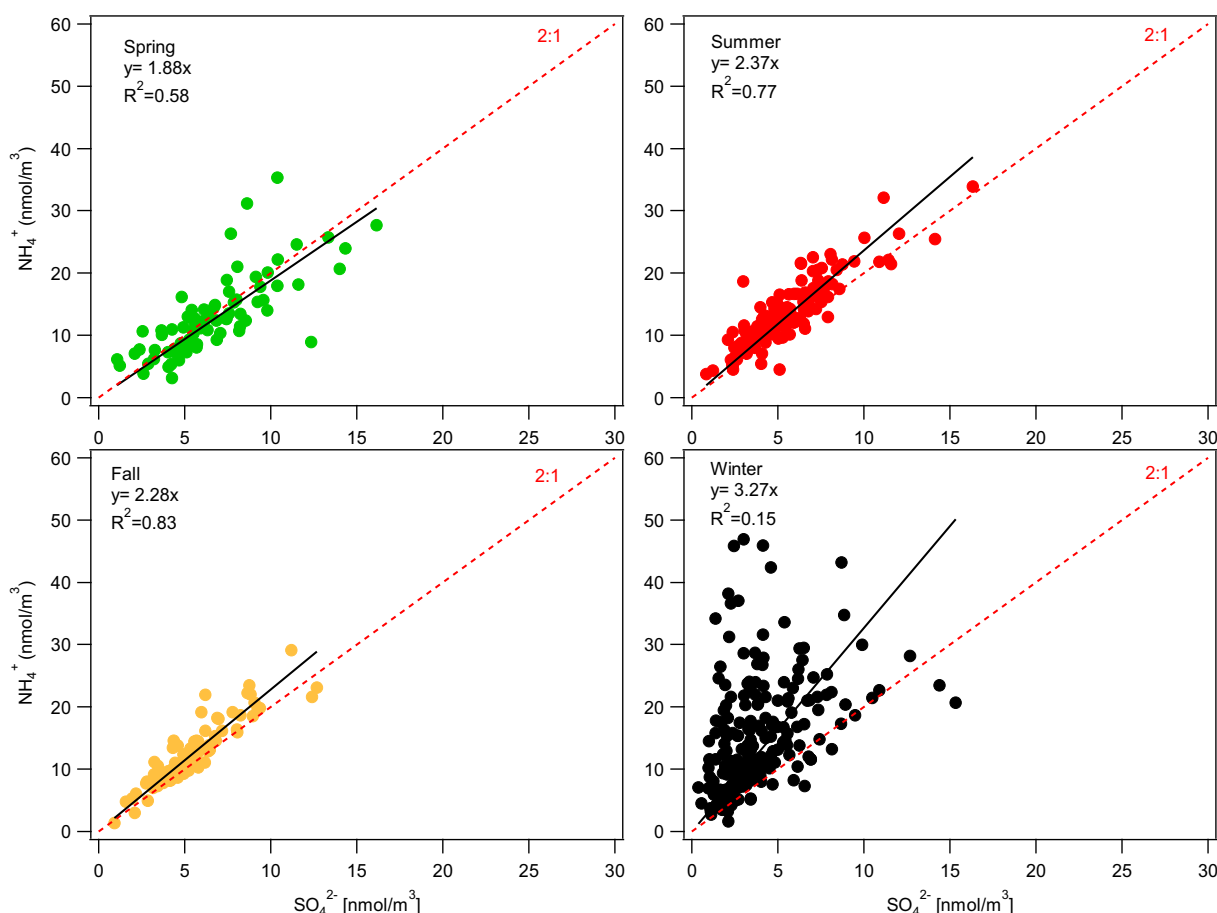 60
50
40
30
20
10
0
NH4+ (nmol/m3)
Spring
y= 1.88x
R2=0.58
2:1
0 5 10 15 20 25 30
60
50
40
30
20
10
0
Summer
y= 2.37x
R2=0.77
2:1
0 5 10 15 20 25 30
60
50
40
30
20
10
0
NH4+ (nmol/m3)
Fall
y= 2.28x
R2=0.83
2:1
0 5 10 15 20 25 30
SO42- [nmol/m3]
60
50
40
30
20
10
0
Winter
y= 3.27x
R2=0.15
2:1
0 5 10 15 20 25 30
SO42- [nmol/m3]